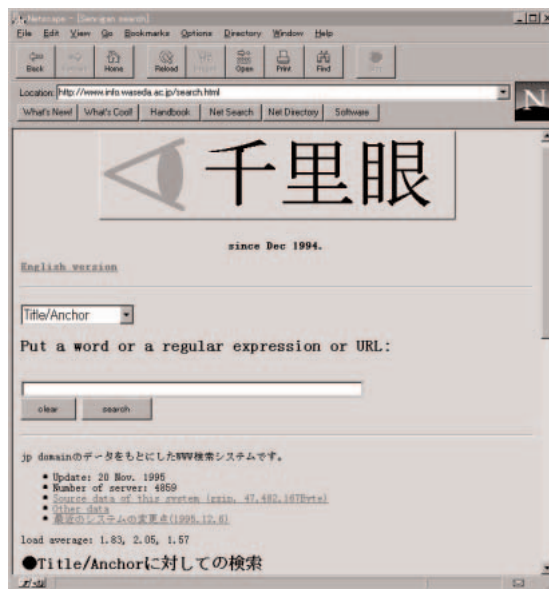 Netscape - [Senrigan search]
File Edit View Go Bookmarks Options Directory Window Help
Back Home Reload Open Print Find
Location: http://www.info.waseda.ac.jp/search.html
What's New! What's Cool! Handbook Net Search Net Directory Software
N
千里眼
since Dec 1994.
English version
Title/Anchor
Put a word or a regular expression or URL:
clear search
jp domainのデータをもとにしたWWW検索システムです。
Update: 20 Nov. 1995
Number of server: 4859
Source data of this system (gzip, 47,482,167Byte)
Other data
最近のシステムの変更点(1995.12.6)
load average: 1.83, 2.05, 1.57
●Title/Anchorに対しての検索